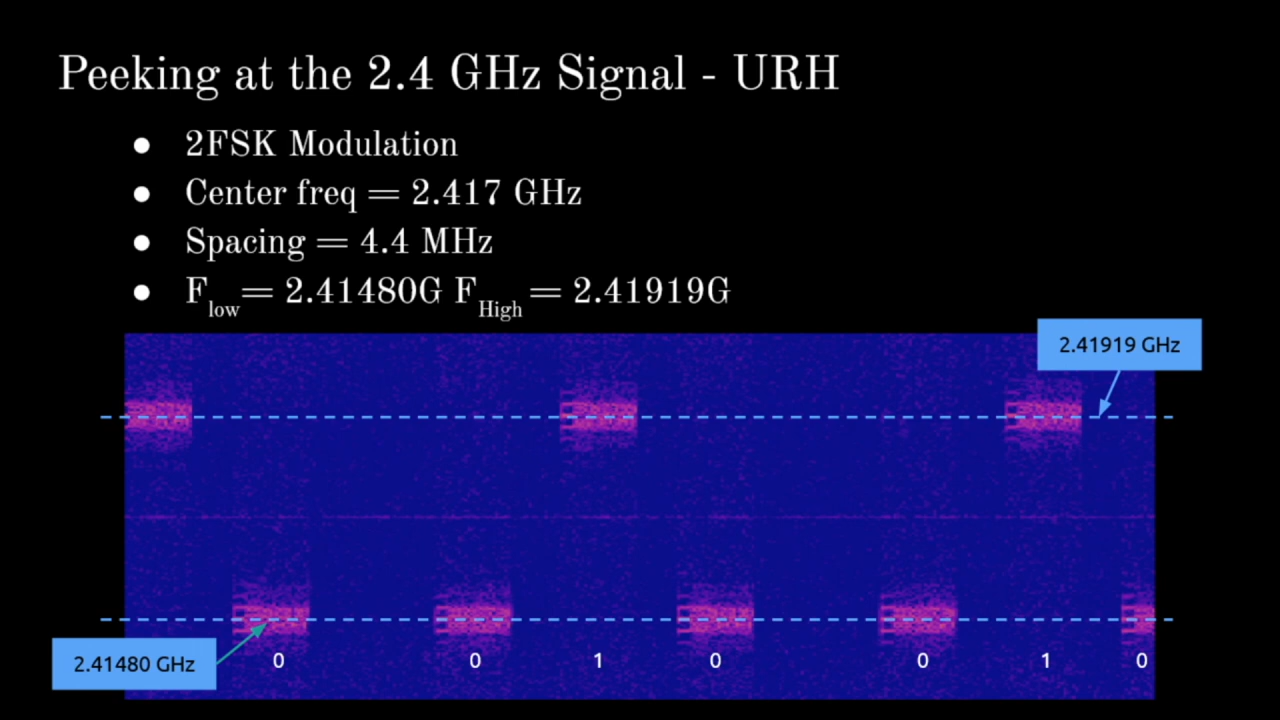 Peeking at the 2.4 GHz Signal - URH
● 2FSK Modulation
● Center freq = 2.417 GHz
● Spacing = 4.4 MHz
● Flow= 2.41480G FHigh = 2.41919G
2.41919 GHz
2.41480 GHz
0 0 1 0 0 1 0